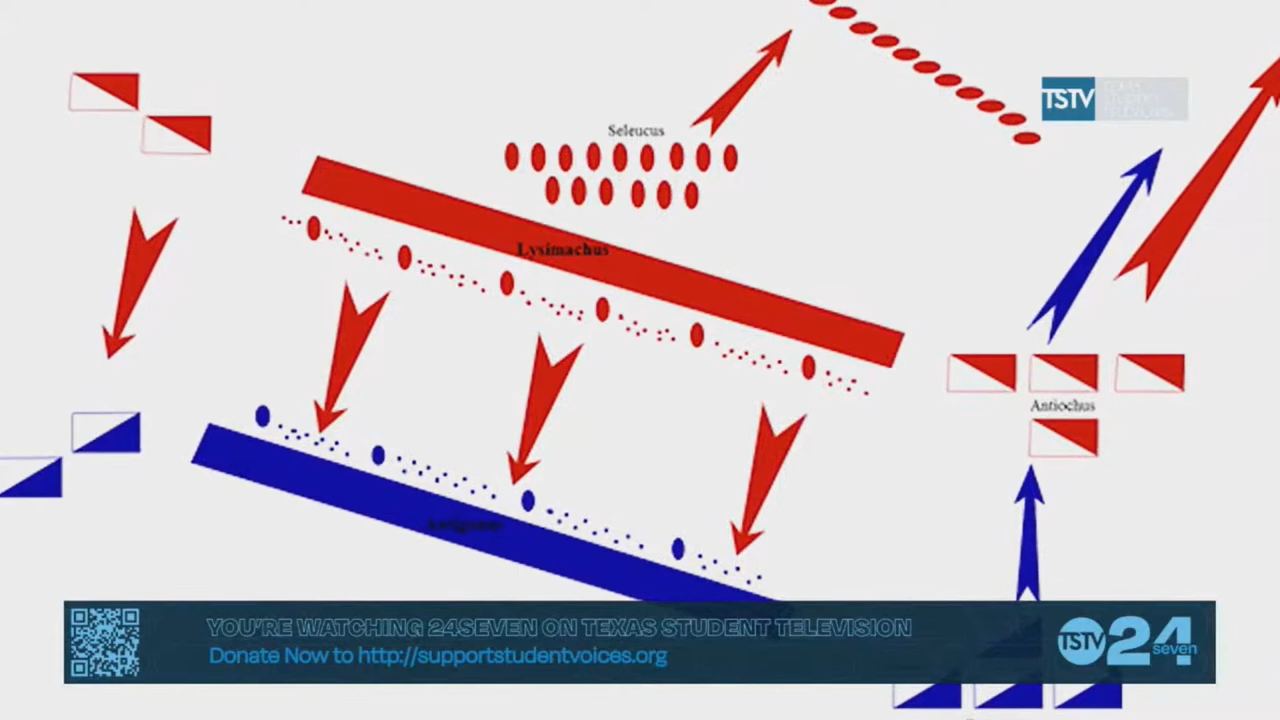 Seleucus
TSTV
Lysimachus
Antiochus
YOU'RE WATCHING 24SEVEN ON TEXAS STUDENT TELEVISION
Donate Now to http://supportstudentvoices.org
TSTV 24 seven